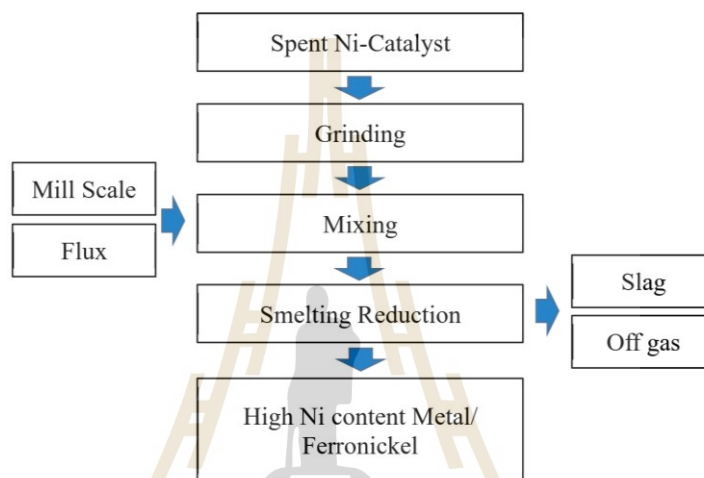 Spent Ni-Catalyst
Grinding
Mill Scale
Flux
Mixing
Smelting Reduction
Slag
Off gas
High Ni content Metal/
Ferronickel